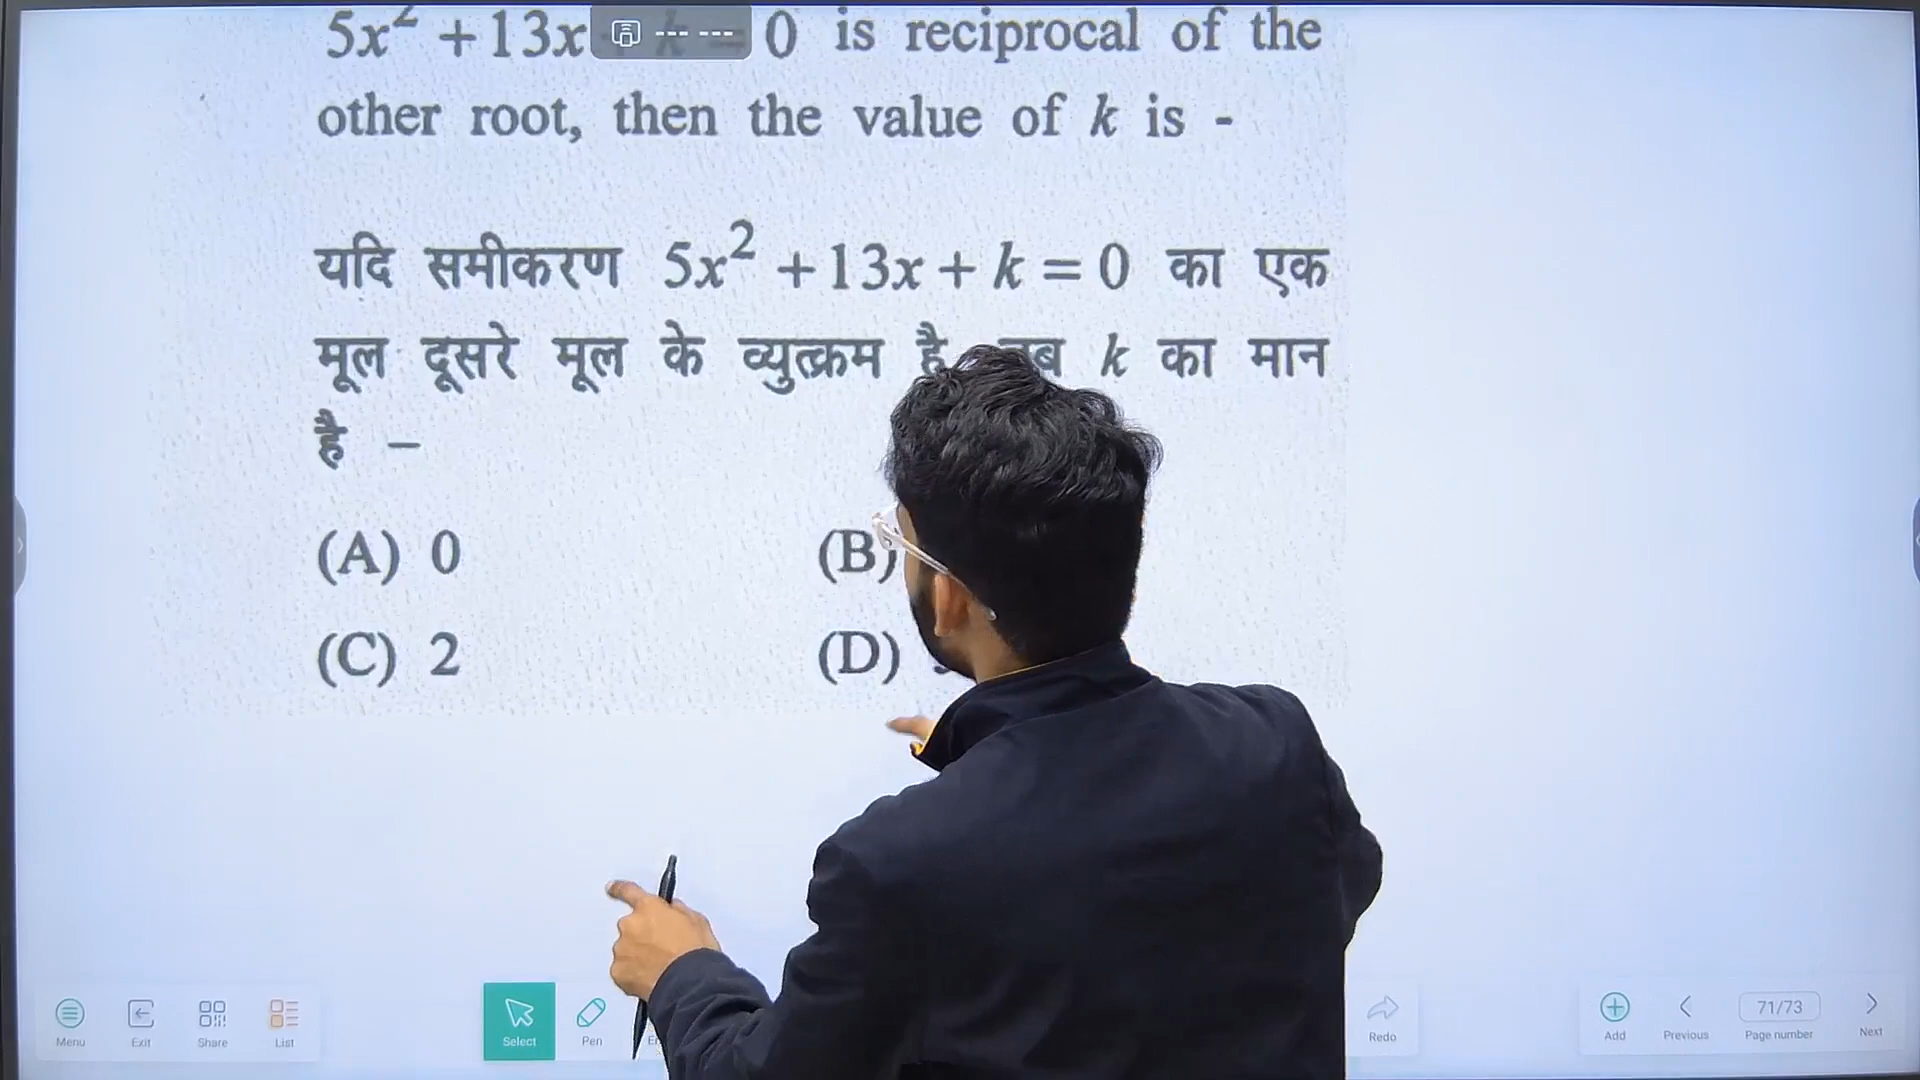 5x² +13x k = 0 is reciprocal of the
other root, then the value of k is -
यदि समीकरण 5x² +13x + k = 0 का एक
मूल दूसरे मूल के व्युत्क्रम है k का मान
है –
(A) 0 (B)
(C) 2 (D)
Menu Exit Share List Select Pen Redo Add Previous 71/73 Page number Next